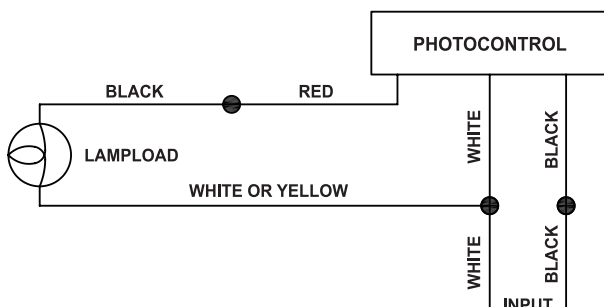 PHOTOCONTROL
BLACK
RED
LAMPLOAD
WHITE
BLACK
WHITE OR YELLOW
WHITE
BLACK
INPUT